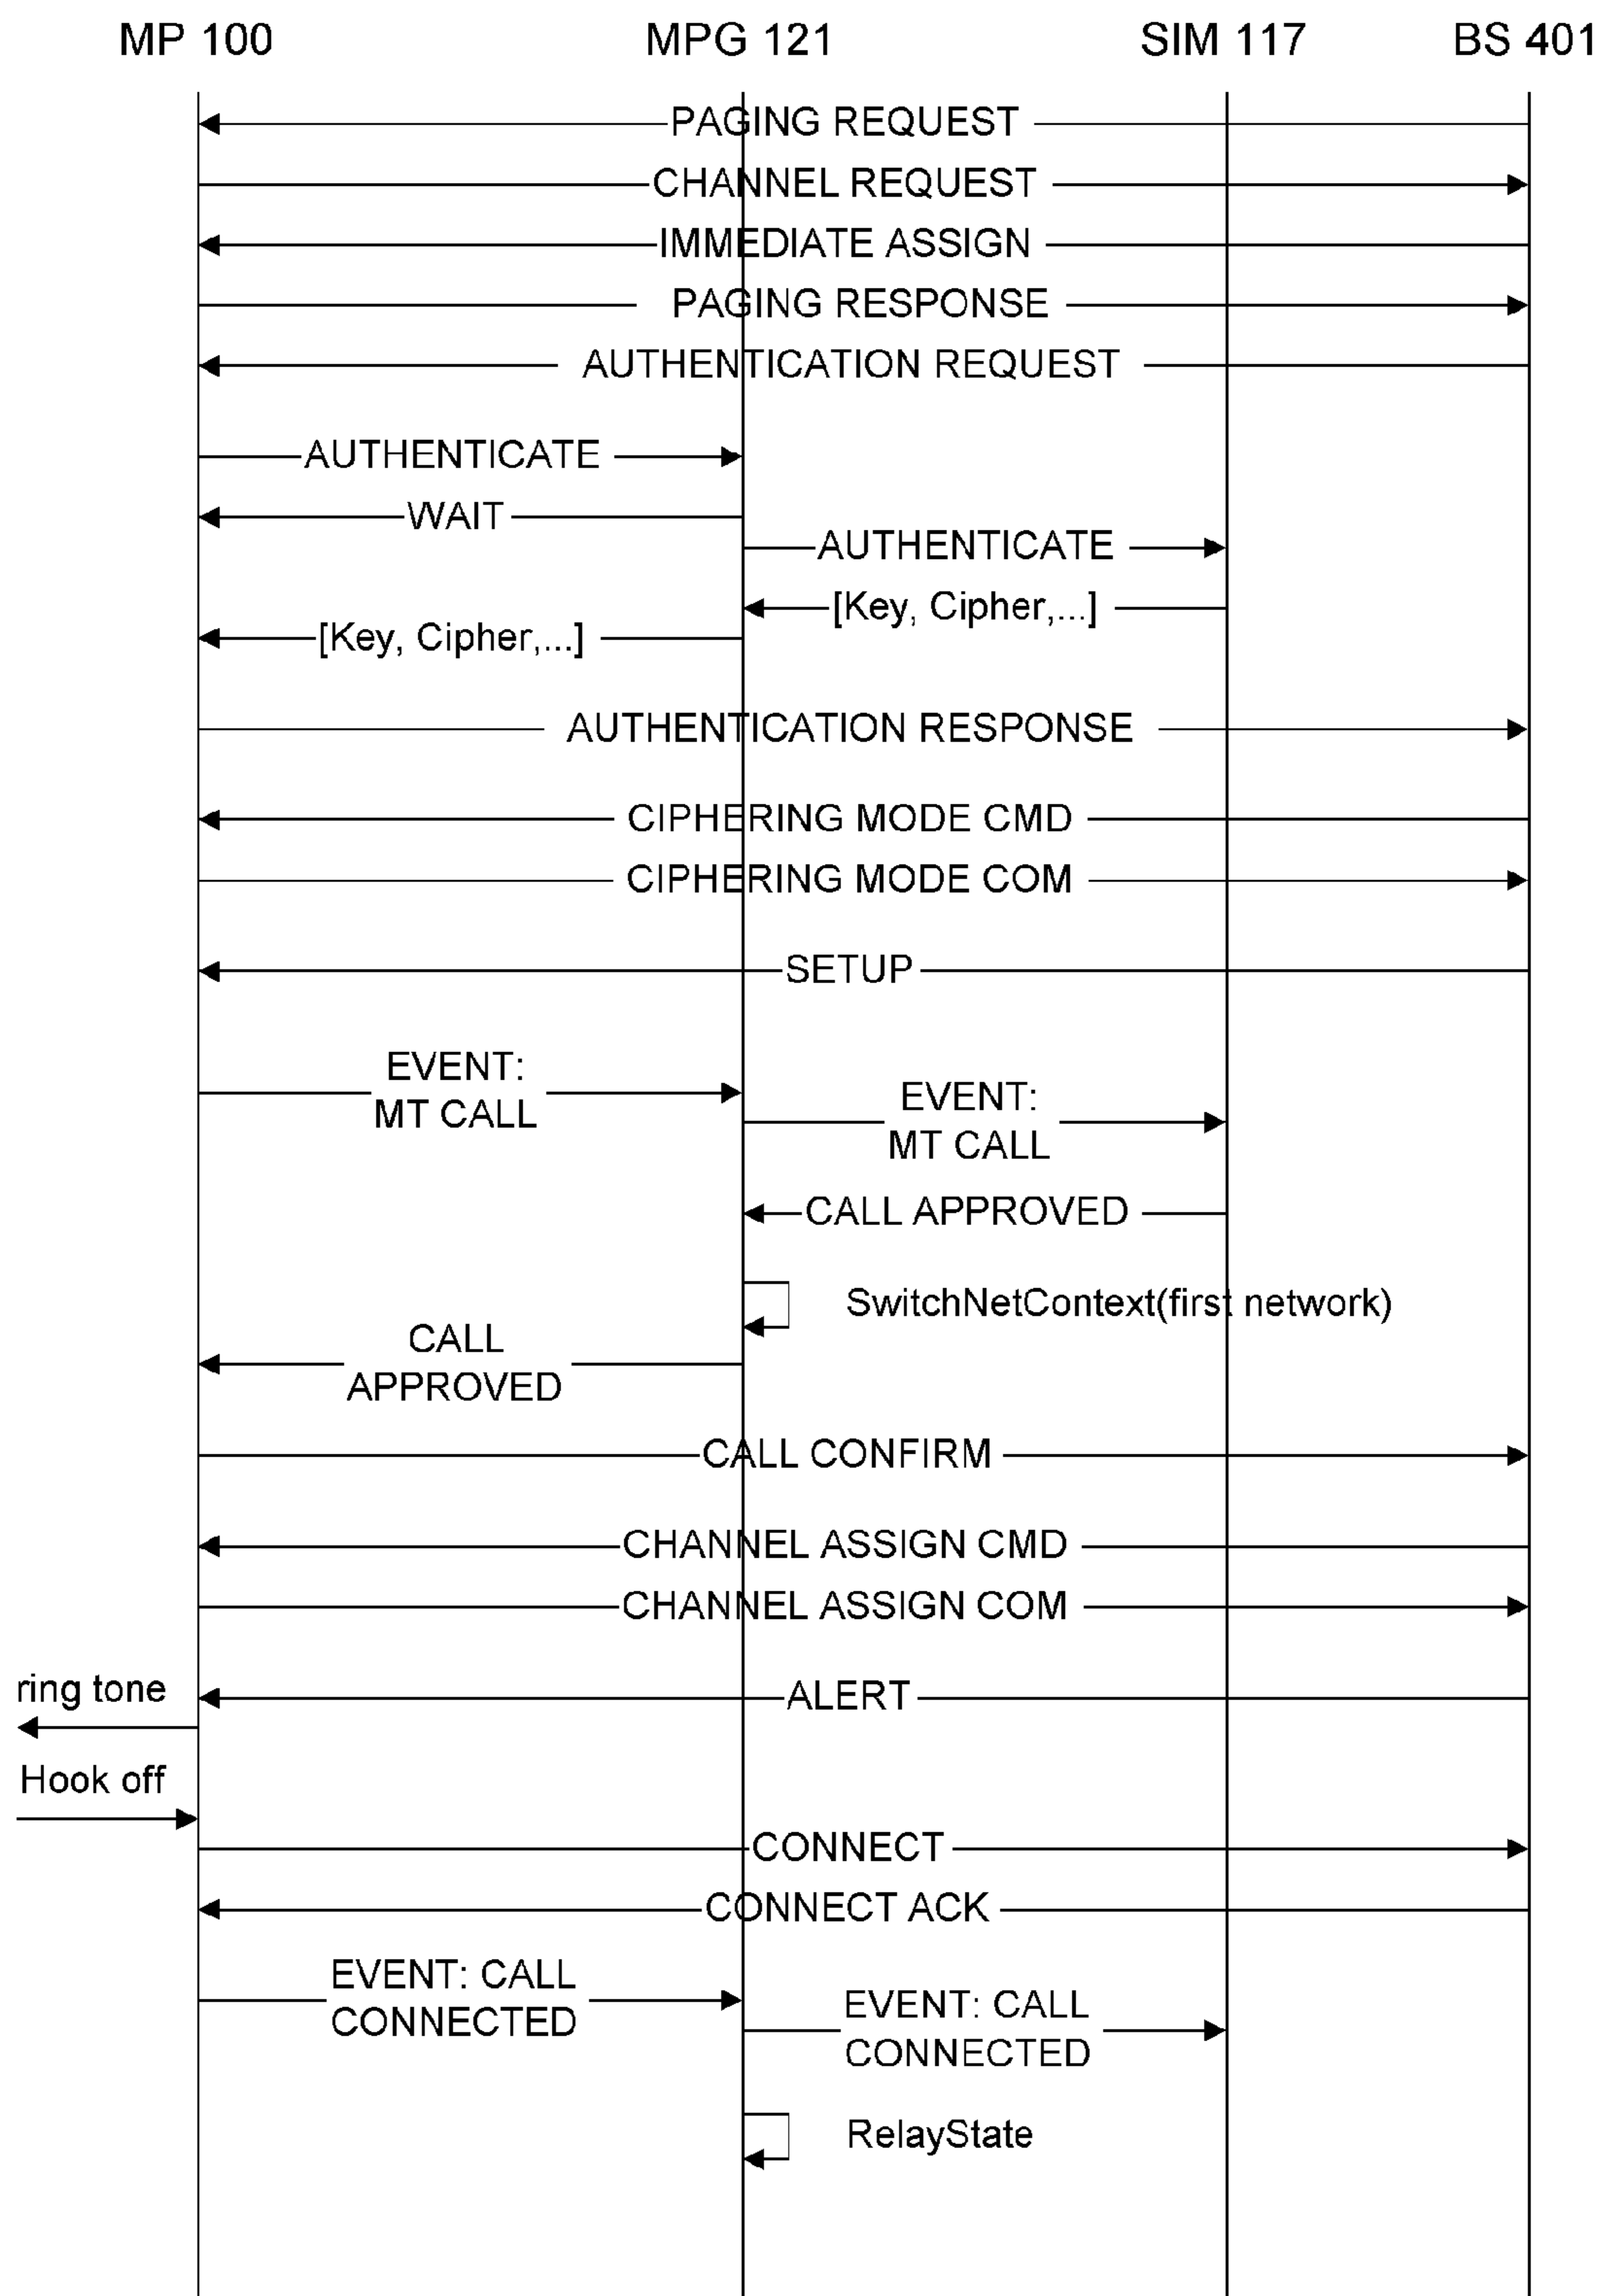 MP 100
MPG 121
SIM 117
BS 401
PAGING REQUEST
CHANNEL REQUEST
IMMEDIATE ASSIGN
PAGING RESPONSE
AUTHENTICATION REQUEST
AUTHENTICATE
WAIT
AUTHENTICATE
[Key, Cipher,...]
[Key, Cipher,...]
AUTHENTICATION RESPONSE
CIPHERING MODE CMD
CIPHERING MODE COM
SETUP
EVENT:
MT CALL
EVENT:
MT CALL
CALL APPROVED
SwitchNetContext(first network)
CALL
APPROVED
CALL CONFIRM
CHANNEL ASSIGN CMD
CHANNEL ASSIGN COM
ring tone
ALERT
Hook off
CONNECT
CONNECT ACK
EVENT: CALL
CONNECTED
EVENT: CALL
CONNECTED
RelayState